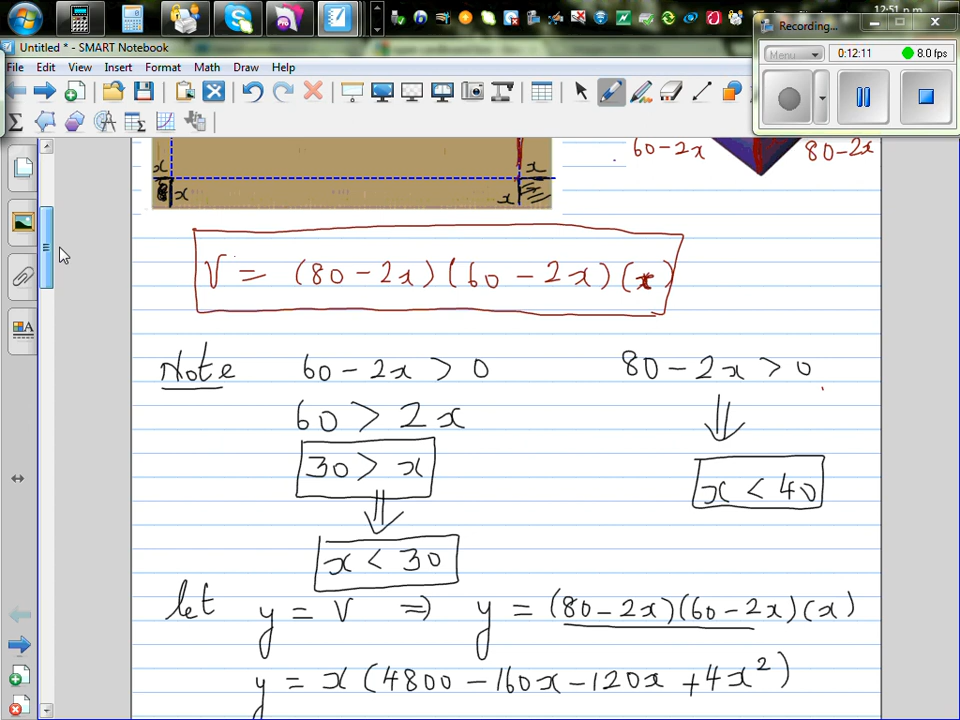 12:51 p.m.
Recording...
Untitled * - SMART Notebook
Menu 0:12:11 8.0 fps
File Edit View Insert Format Math Draw Help
60-2x 80-2x
x x
x x
V = (80-2x)(60-2x)(x)
Note 60-2x > 0 80-2x > 0
60 > 2x
30 > x
x < 40
x < 30
let y = V ⇒ y = (80-2x)(60-2x)(x)
y = x(4800-160x-120x+4x²)